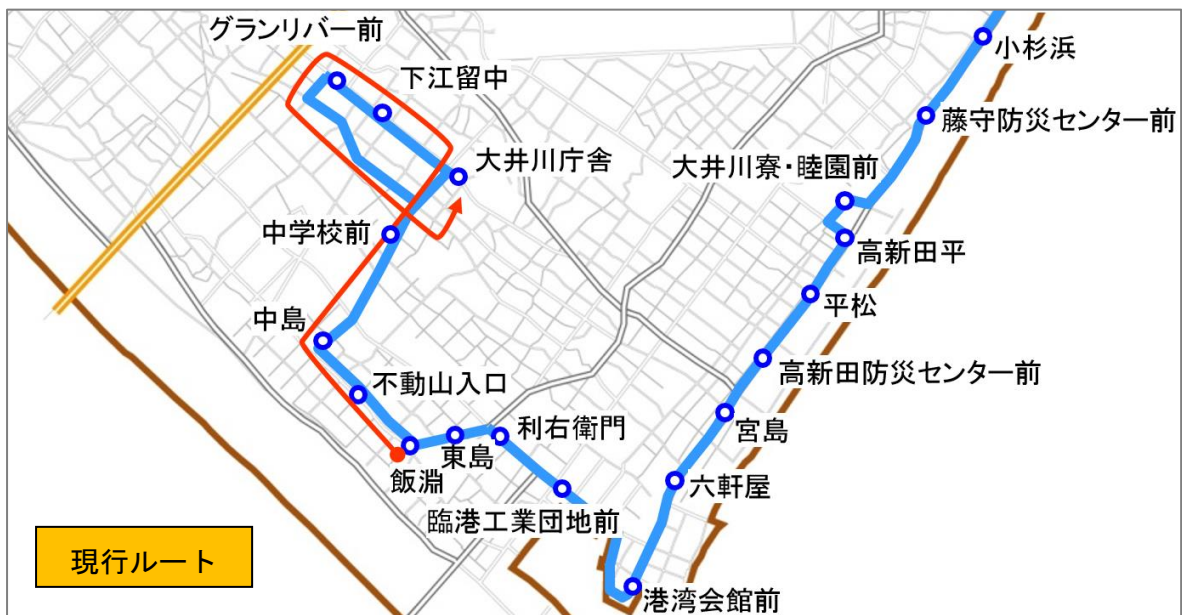 グランリバー前
下江留中
大井川庁舎
中学校前
中島
不動山入口
飯淵
東島
利右衛門
臨港工業団地前
港湾会館前
六軒屋
宮島
高新田防災センター前
平松
高新田平
大井川寮・睦園前
藤守防災センター前
小杉浜
現行ルート